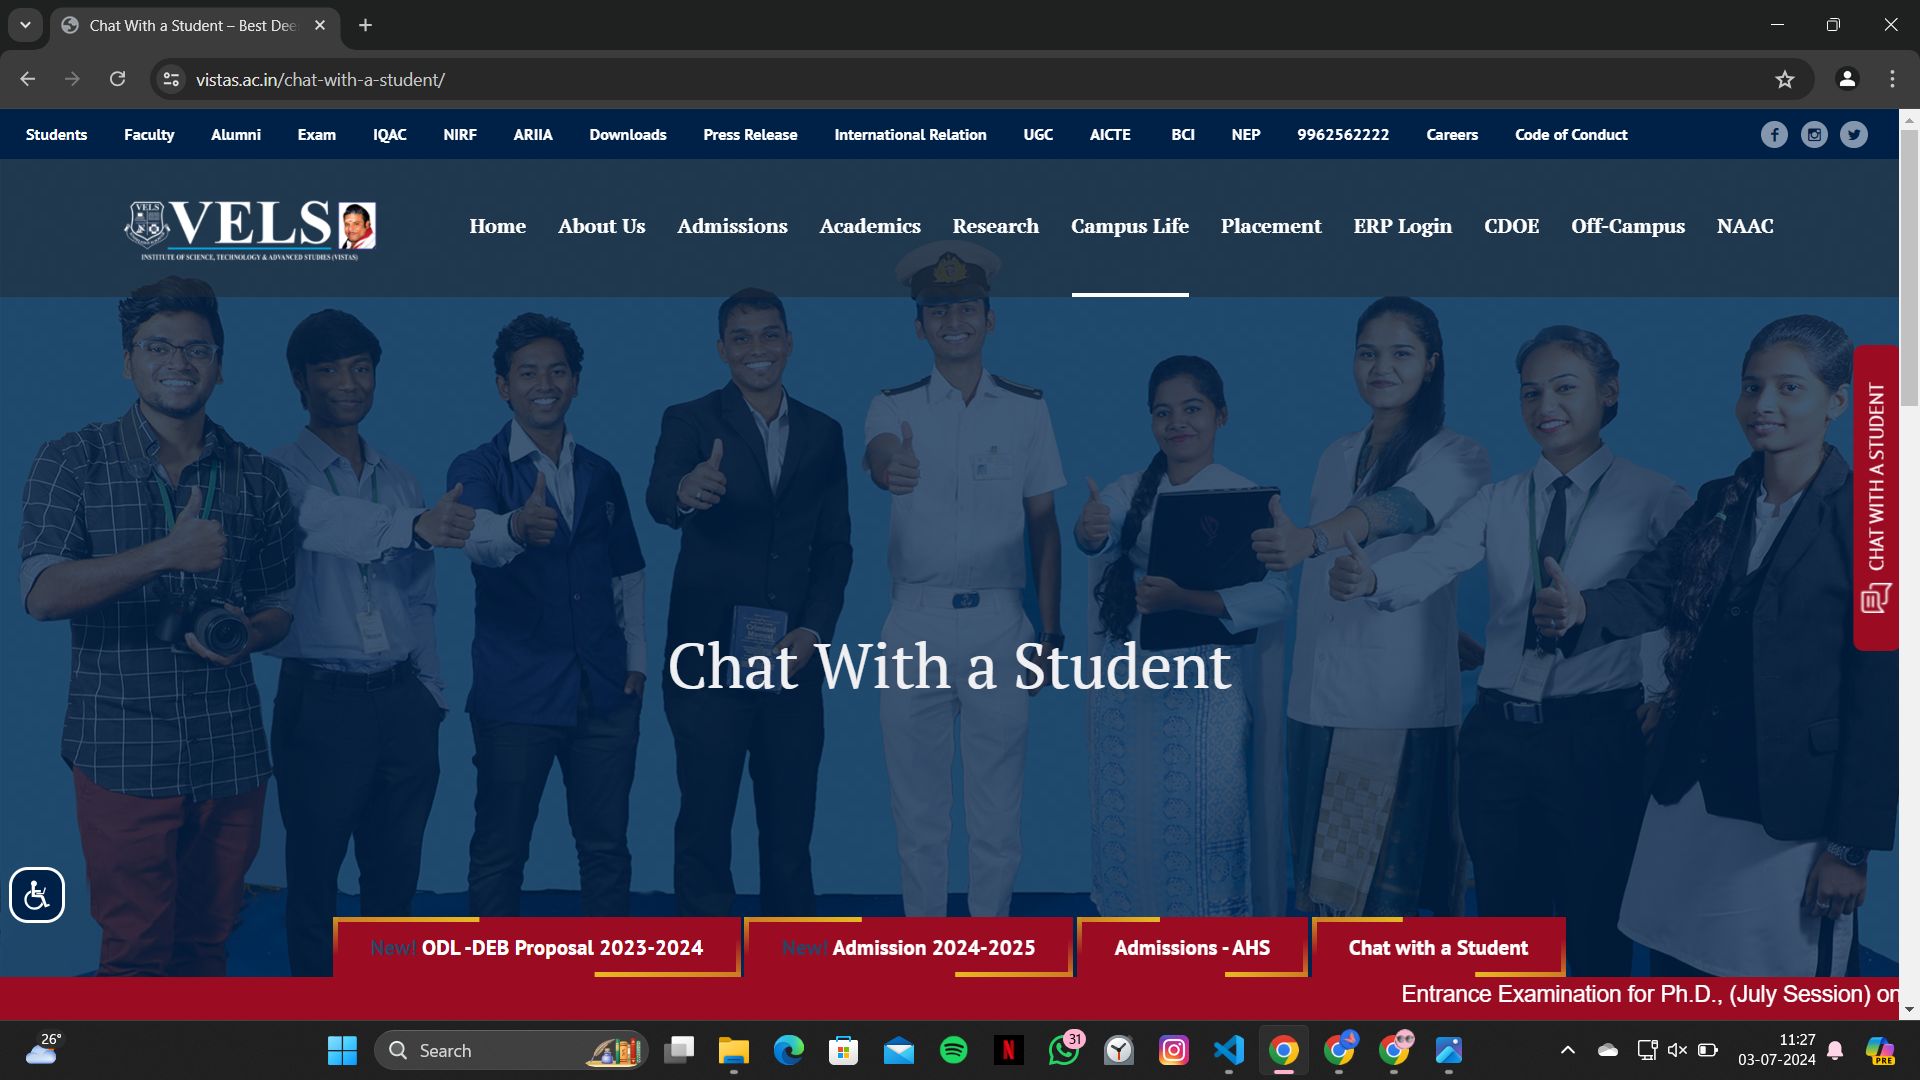 Chat With a Student – Best Dee
vistas.ac.in/chat-with-a-student/
Students Faculty Alumni Exam IQAC NIRF ARIIA Downloads Press Release International Relation UGC AICTE BCI NEP 9962562222 Careers Code of Conduct
VELS
VELS
INSTITUTE OF SCIENCE, TECHNOLOGY & ADVANCED STUDIES (VISTAS)
Home About Us Admissions Academics Research Campus Life Placement ERP Login CDOE Off-Campus NAAC
CHAT WITH A STUDENT
Criminal
Manual
Chat With a Student
New! ODL -DEB Proposal 2023-2024
New! Admission 2024-2025
Admissions - AHS
Chat with a Student
Entrance Examination for Ph.D., (July Session) on
26°
Search
31
11:27
03-07-2024
PRE